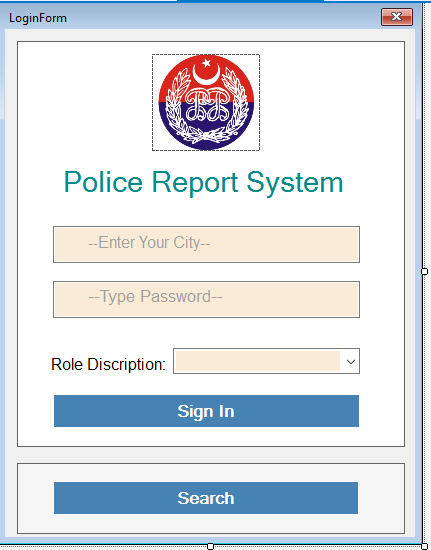 LoginForm
Police Report System
--Enter Your City--
--Type Password--
Role Discription:
Sign In
Search